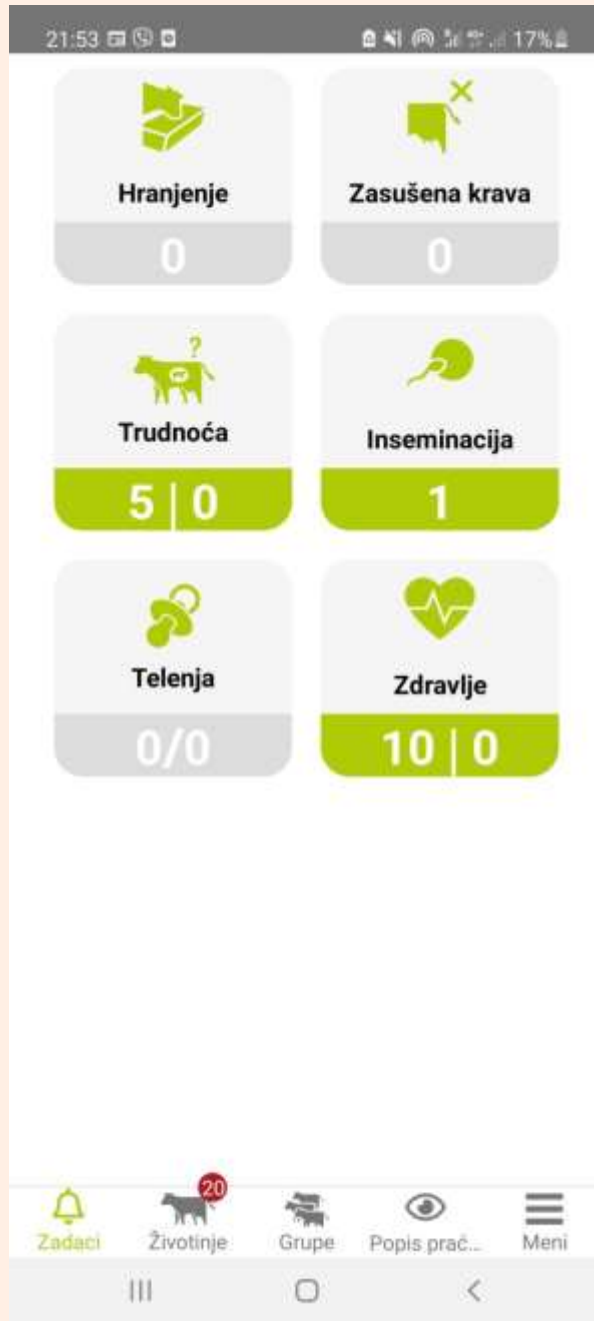 21:53 17%
Hranjenje Zasušena krava
0 0
?
Trudnoća Inseminacija
5 | 0 1
Telenja Zdravlje
0/0 10 | 0
20
Zadaci Životinje Grupe Popis prać... Meni